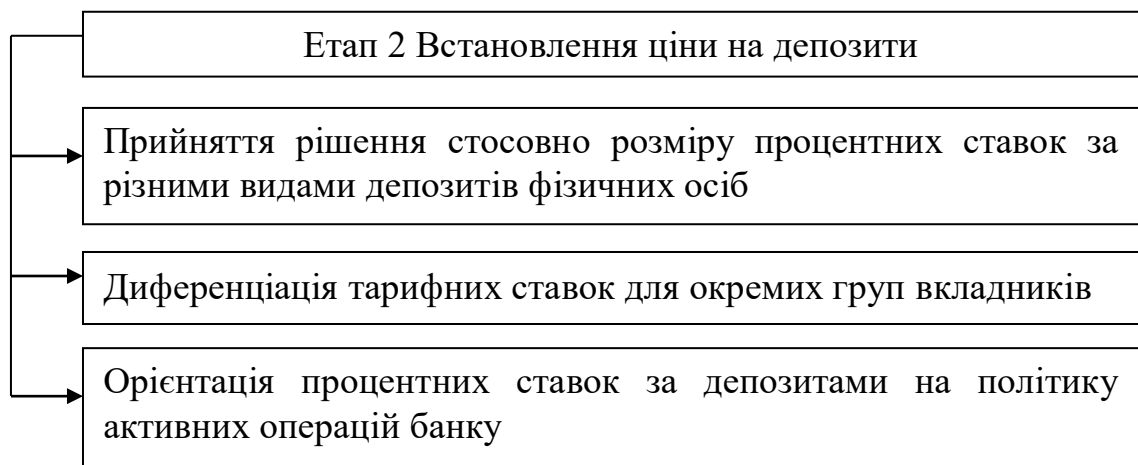 Етап 2 Встановлення ціни на депозити
Прийняття рішення стосовно розміру процентних ставок за
різними видами депозитів фізичних осіб
Диференціація тарифних ставок для окремих груп вкладників
Орієнтація процентних ставок за депозитами на політику
активних операцій банку